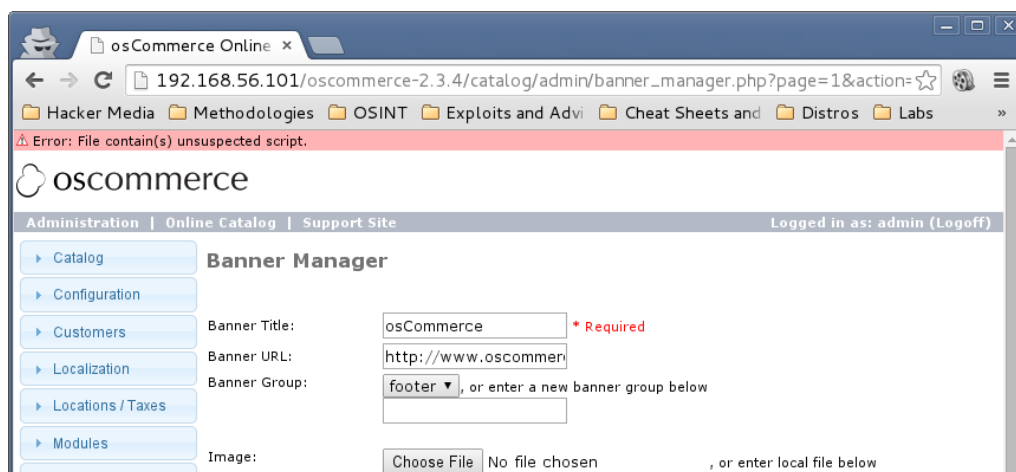 osCommerce Online
192.168.56.101/oscommerce-2.3.4/catalog/admin/banner_manager.php?page=1&action=
Hacker Media Methodologies OSINT Exploits and Advi Cheat Sheets and Distros Labs »
Error: File contain(s) unsuspected script.
oscommerce
Administration | Online Catalog | Support Site Logged in as: admin (Logoff)
Catalog
Configuration
Customers
Localization
Locations / Taxes
Modules
Banner Manager
Banner Title: osCommerce * Required
Banner URL: http://www.oscommer
Banner Group: footer , or enter a new banner group below
Image: Choose File No file chosen , or enter local file below